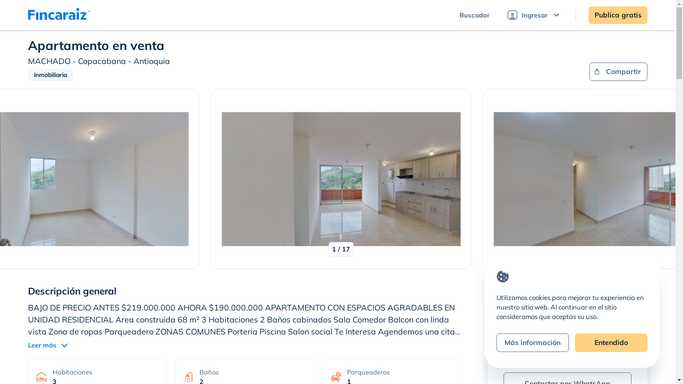 Fincaraíz
Buscador
Ingresar
Publica gratis
Apartamento en venta
MACHADO - Copacabana - Antioquia
Inmobiliaria
Compartir
1 / 17
Descripción general
BAJO DE PRECIO ANTES $219.000.000 AHORA $190.000.000 APARTAMENTO CON ESPACIOS AGRADABLES EN
UNIDAD RESIDENCIAL Area construida 68 m² 3 Habitaciones 2 Baños cabinados Sala Comedor Balcon con linda
vista Zona de ropas Parqueadero ZONAS COMUNES Porteria Piscina Salon social Te Interesa Agendemos una cita...
Leer más
Habitaciones
3
Baños
2
Parqueaderos
1
Utilizamos cookies para mejorar tu experiencia en
nuestro sitio web. Al continuar en el sitio
consideramos que aceptas su uso.
Más información
Entendido
Contactar por WhatsApp